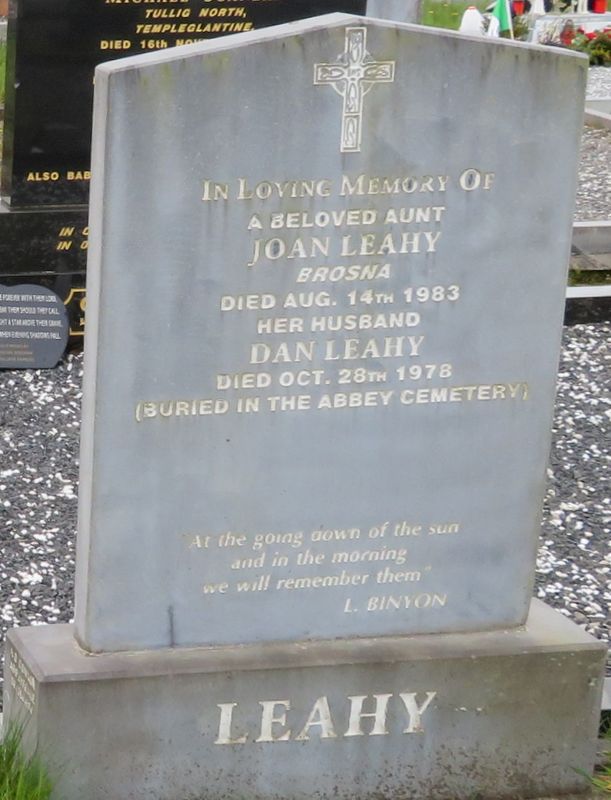 TULLIG NORTH,
TEMPLEGLANTINE,
DIED 16th
ALSO
IN LOVING MEMORY OF
A BELOVED AUNT
JOAN LEAHY
BROSNA
DIED AUG. 14TH 1983
HER HUSBAND
DAN LEAHY
DIED OCT. 28TH 1978
(BURIED IN THE ABBEY CEMETERY)
"At the going down of the sun
and in the morning
we will remember them"
L. BINYON
LEAHY